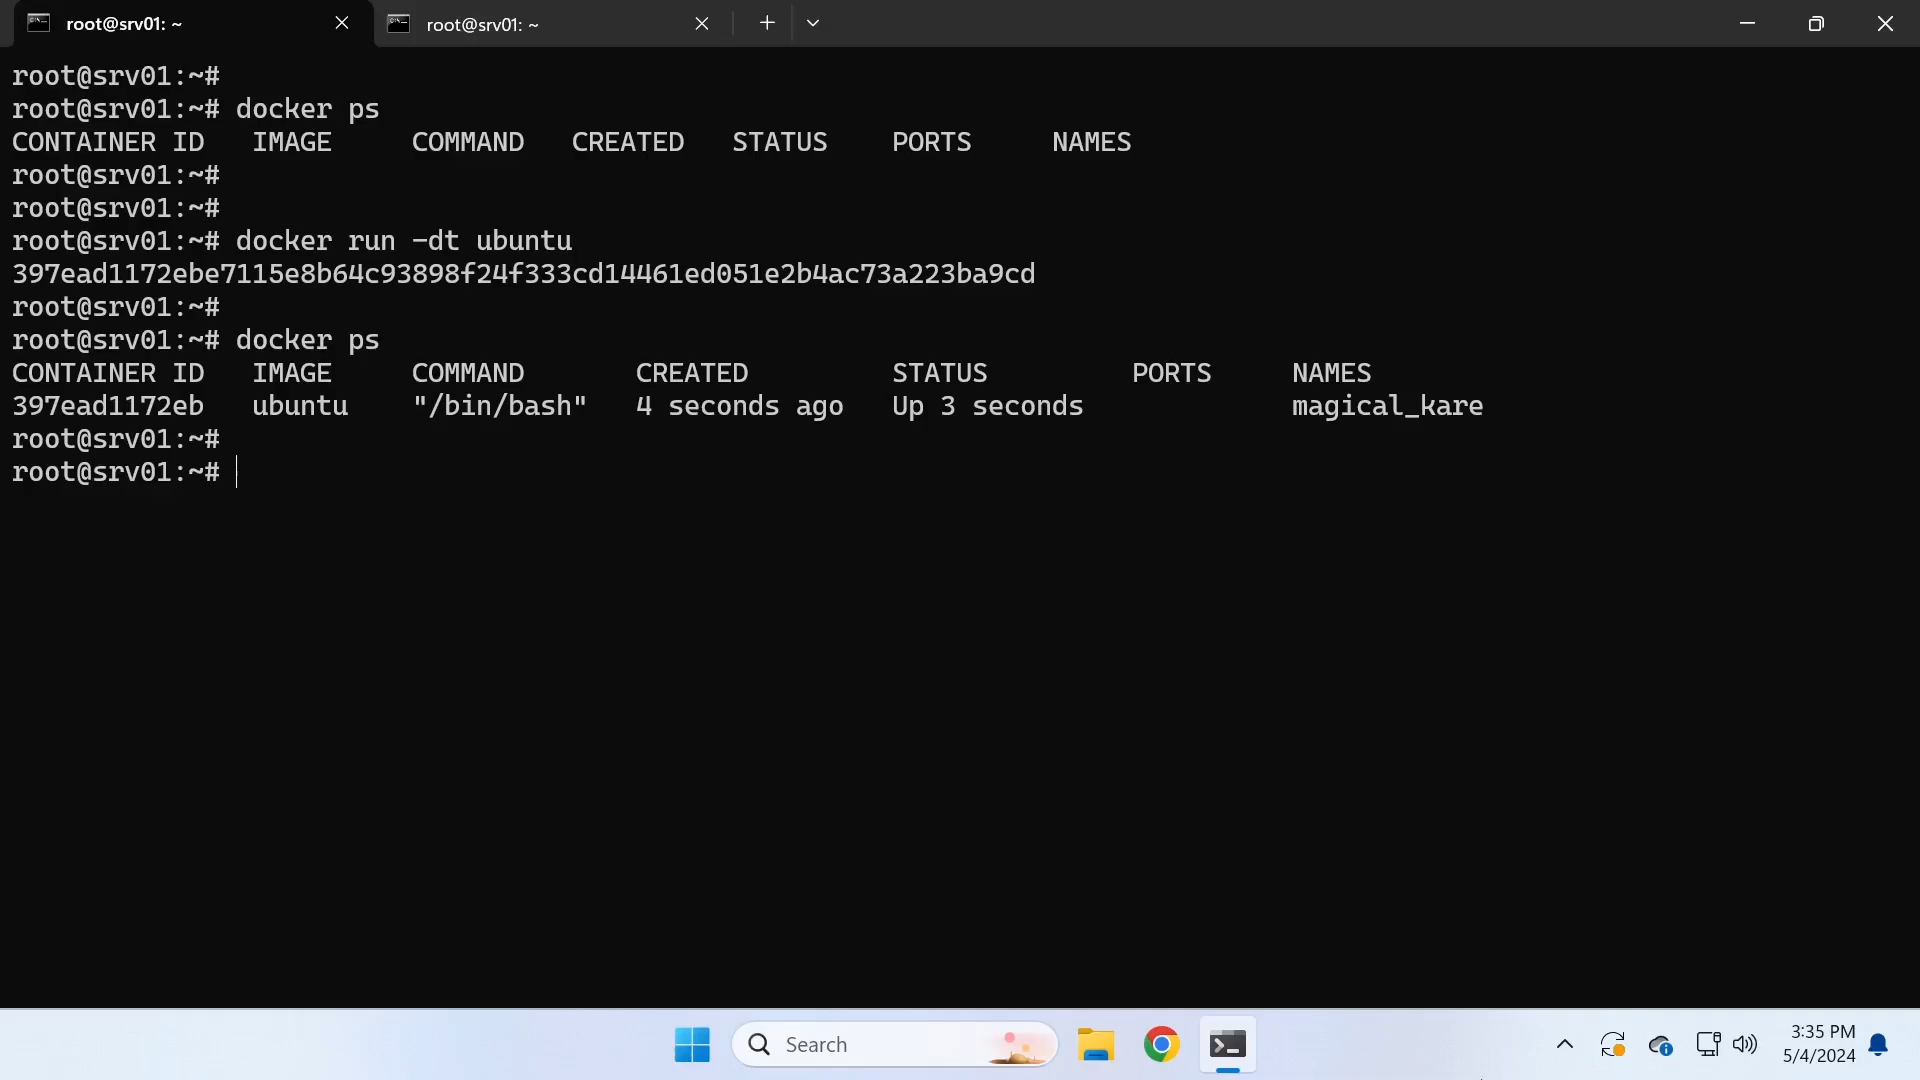 root@srv01: ~
root@srv01: ~
root@srv01:~#
root@srv01:~# docker ps
CONTAINER ID   IMAGE     COMMAND   CREATED   STATUS    PORTS     NAMES
root@srv01:~#
root@srv01:~#
root@srv01:~# docker run -dt ubuntu
397ead1172ebe7115e8b64c93898f24f333cd14461ed051e2b4ac73a223ba9cd
root@srv01:~#
root@srv01:~# docker ps
CONTAINER ID   IMAGE     COMMAND       CREATED         STATUS         PORTS     NAMES
397ead1172eb   ubuntu    "/bin/bash"   4 seconds ago   Up 3 seconds             magical_kare
root@srv01:~#
root@srv01:~#
Search
3:35 PM
5/4/2024